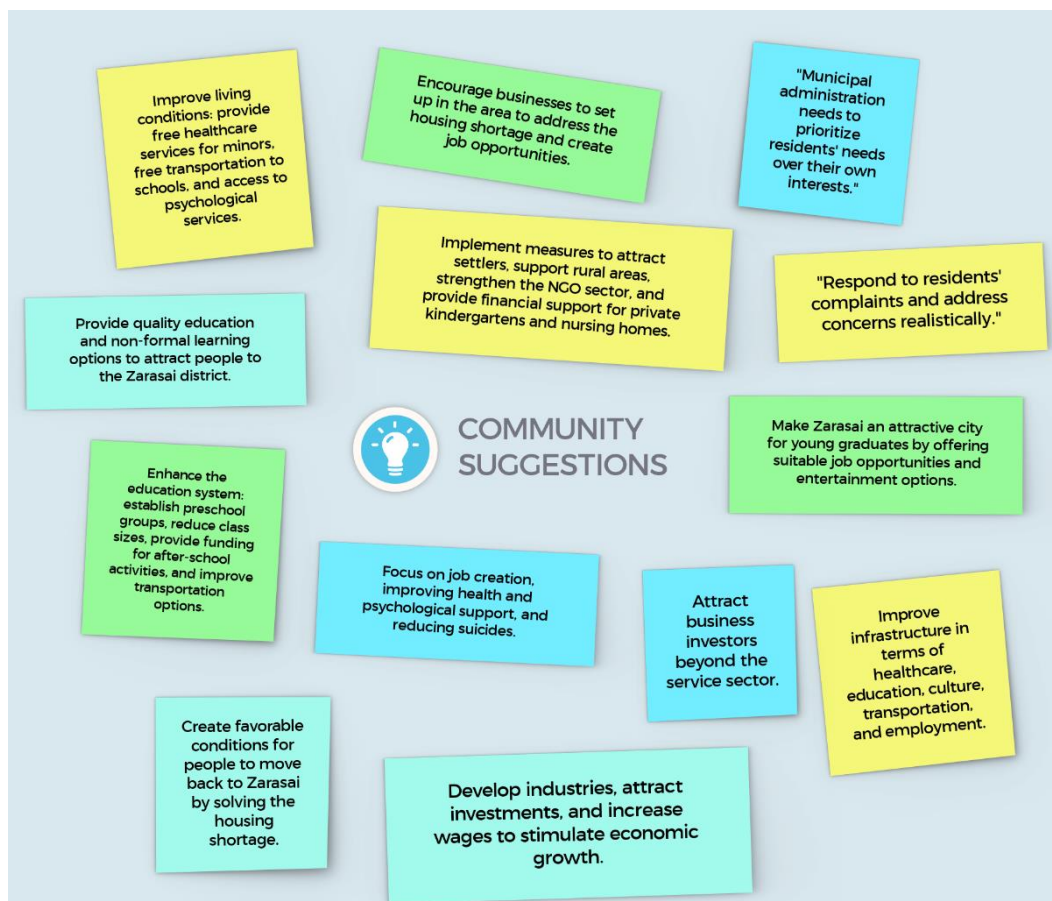 Improve living
conditions: provide
free healthcare
services for minors,
free transportation to
schools, and access to
psychological
services.
Encourage businesses to set
up in the area to address the
housing shortage and create
job opportunities.
"Municipal
administration
needs to
prioritize
residents' needs
over their own
interests."
Implement measures to attract
settlers, support rural areas,
strengthen the NGO sector, and
provide financial support for private
kindergartens and nursing homes.
"Respond to residents'
complaints and address
concerns realistically."
Provide quality education
and non-formal learning
options to attract people to
the Zarasai district.
COMMUNITY
SUGGESTIONS
Make Zarasai an attractive city
for young graduates by offering
suitable job opportunities and
entertainment options.
Enhance the
education system:
establish preschool
groups, reduce class
sizes, provide funding
for after-school
activities, and improve
transportation
options.
Focus on job creation,
improving health and
psychological support, and
reducing suicides.
Attract
business
investors
beyond the
service sector.
Improve
infrastructure in
terms of
healthcare,
education, culture,
transportation,
and employment.
Create favorable
conditions for
people to move
back to Zarasai
by solving the
housing
shortage.
Develop industries, attract
investments, and increase
wages to stimulate economic
growth.